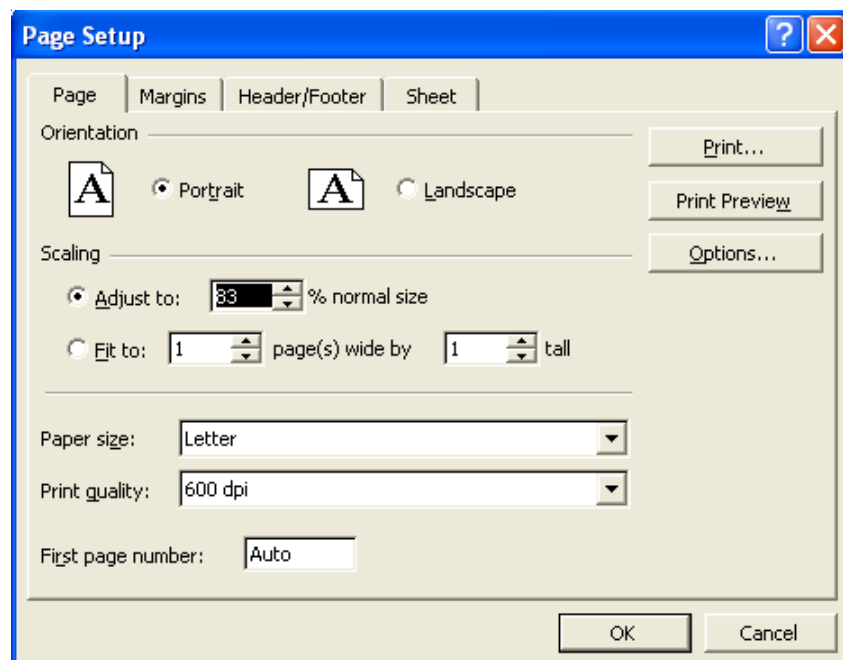 Page Setup
Page Margins Header/Footer Sheet
Orientation
A Portrait A Landscape
Print...
Print Preview
Options...
Scaling
Adjust to: % normal size
Fit to: 1 page(s) wide by 1 tall
Paper size: Letter
Print quality: 600 dpi
First page number: Auto
OK Cancel